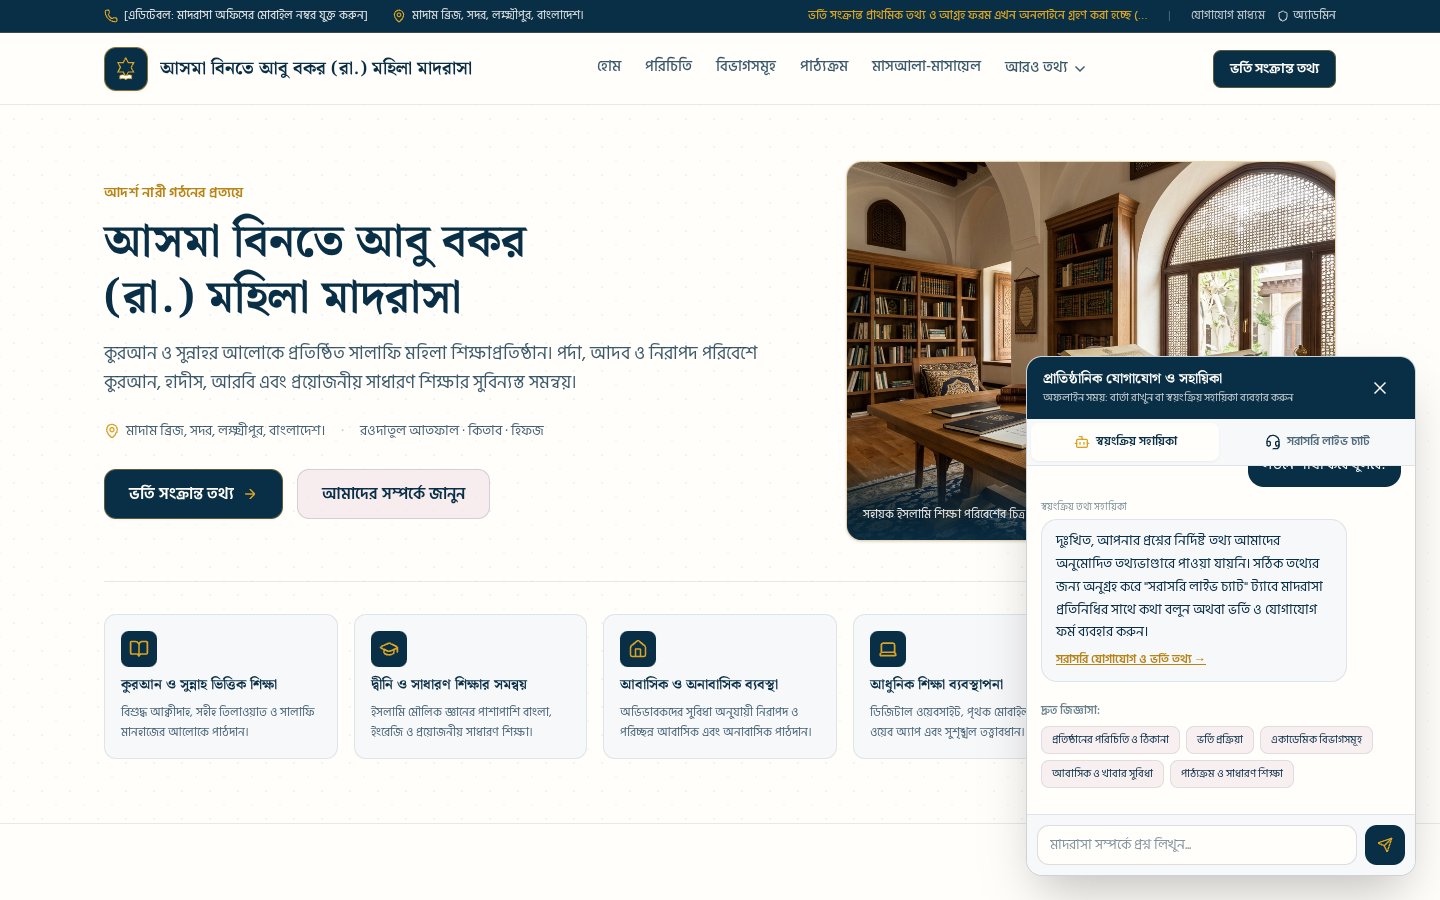 [এডিটেবল: মাদরাসা অফিসের মোবাইল নম্বর যুক্ত করুন]
মাদাম ব্রিজ, সদর, লক্ষ্মীপুর, বাংলাদেশ।
ভর্তি সংক্রান্ত প্রাথমিক তথ্য ও আগ্রহ ফরম এখন অনলাইনে গ্রহণ করা হচ্ছে (...
যোগাযোগ মাধ্যম
অ্যাডমিন
আসমা বিনতে আবু বকর (রা.) মহিলা মাদরাসা
হোম
পরিচিতি
বিভাগসমূহ
পাঠ্যক্রম
মাসআলা-মাসায়েল
আরও তথ্য
ভর্তি সংক্রান্ত তথ্য
আদর্শ নারী গঠনের প্রত্যয়ে
আসমা বিনতে আবু বকর
(রা.) মহিলা মাদরাসা
কুরআন ও সুন্নাহর আলোকে প্রতিষ্ঠিত সালাফি মহিলা শিক্ষাপ্রতিষ্ঠান। পর্দা, আদব ও নিরাপদ পরিবেশে
কুরআন, হাদীস, আরবি এবং প্রয়োজনীয় সাধারণ শিক্ষার সুবিন্যস্ত সমন্বয়।
মাদাম ব্রিজ, সদর, লক্ষ্মীপুর, বাংলাদেশ।
রওদাতুল আতফাল · কিতাব · হিফজ
ভর্তি সংক্রান্ত তথ্য →
আমাদের সম্পর্কে জানুন
সহায়ক ইসলামি শিক্ষা পরিবেশের চিত্র
কুরআন ও সুন্নাহ ভিত্তিক শিক্ষা
বিশুদ্ধ আক্বীদাহ, সহীহ তিলাওয়াত ও সালাফি
মানহাজের আলোকে পাঠদান।
দ্বীনি ও সাধারণ শিক্ষার সমন্বয়
ইসলামি মৌলিক জ্ঞানের পাশাপাশি বাংলা,
ইংরেজি ও প্রয়োজনীয় সাধারণ শিক্ষা।
আবাসিক ও অনাবাসিক ব্যবস্থা
অভিভাবকদের সুবিধা অনুযায়ী নিরাপদ ও
পরিচ্ছন্ন আবাসিক এবং অনাবাসিক পাঠদান।
আধুনিক শিক্ষা ব্যবস্থাপনা
ডিজিটাল ওয়েবসাইট, পৃথক মোবাইল
ওয়েব অ্যাপ এবং সুশৃঙ্খল তত্ত্বাবধান।
প্রাতিষ্ঠানিক যোগাযোগ ও সহায়িকা
অফলাইন সময়: বার্তা রাখুন বা স্বয়ংক্রিয় সহায়িকা ব্যবহার করুন
স্বয়ংক্রিয় সহায়িকা
সরাসরি লাইভ চ্যাট
স্বয়ংক্রিয় তথ্য সহায়িকা
দুঃখিত, আপনার প্রশ্নের নির্দিষ্ট তথ্য আমাদের
অনুমোদিত তথ্যভাণ্ডারে পাওয়া যায়নি। সঠিক তথ্যের
জন্য অনুগ্রহ করে "সরাসরি লাইভ চ্যাট" ট্যাবে মাদরাসা
প্রতিনিধির সাথে কথা বলুন অথবা ভর্তি ও যোগাযোগ
ফর্ম ব্যবহার করুন।
সরাসরি যোগাযোগ ও ভর্তি তথ্য →
দ্রুত জিজ্ঞাসা:
প্রতিষ্ঠানের পরিচিতি ও ঠিকানা
ভর্তি প্রক্রিয়া
একাডেমিক বিভাগসমূহ
আবাসিক ও খাবার সুবিধা
পাঠ্যক্রম ও সাধারণ শিক্ষা
মাদরাসা সম্পর্কে প্রশ্ন লিখুন...